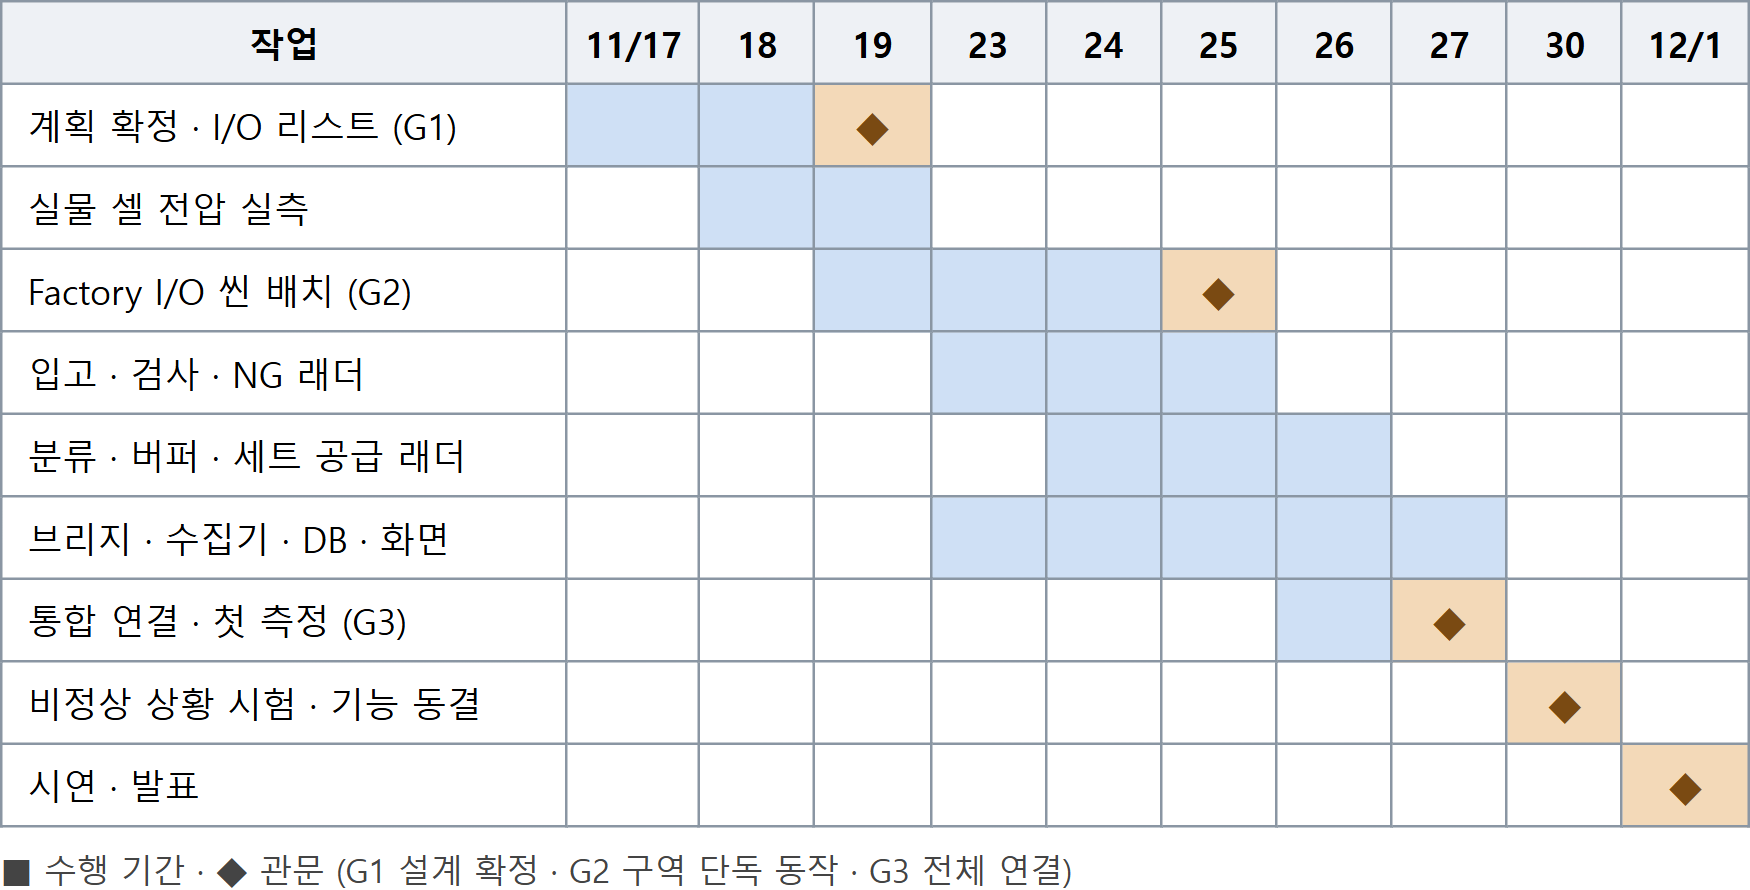 작업 11/17 18 19 23 24 25 26 27 30 12/1
계획 확정 · I/O 리스트 (G1) ◆
실물 셀 전압 실측
Factory I/O 씬 배치 (G2) ◆
입고 · 검사 · NG 래더
분류 · 버퍼 · 세트 공급 래더
브리지 · 수집기 · DB · 화면
통합 연결 · 첫 측정 (G3) ◆
비정상 상황 시험 · 기능 동결 ◆
시연 · 발표 ◆
■ 수행 기간 · ◆ 관문 (G1 설계 확정 · G2 구역 단독 동작 · G3 전체 연결)